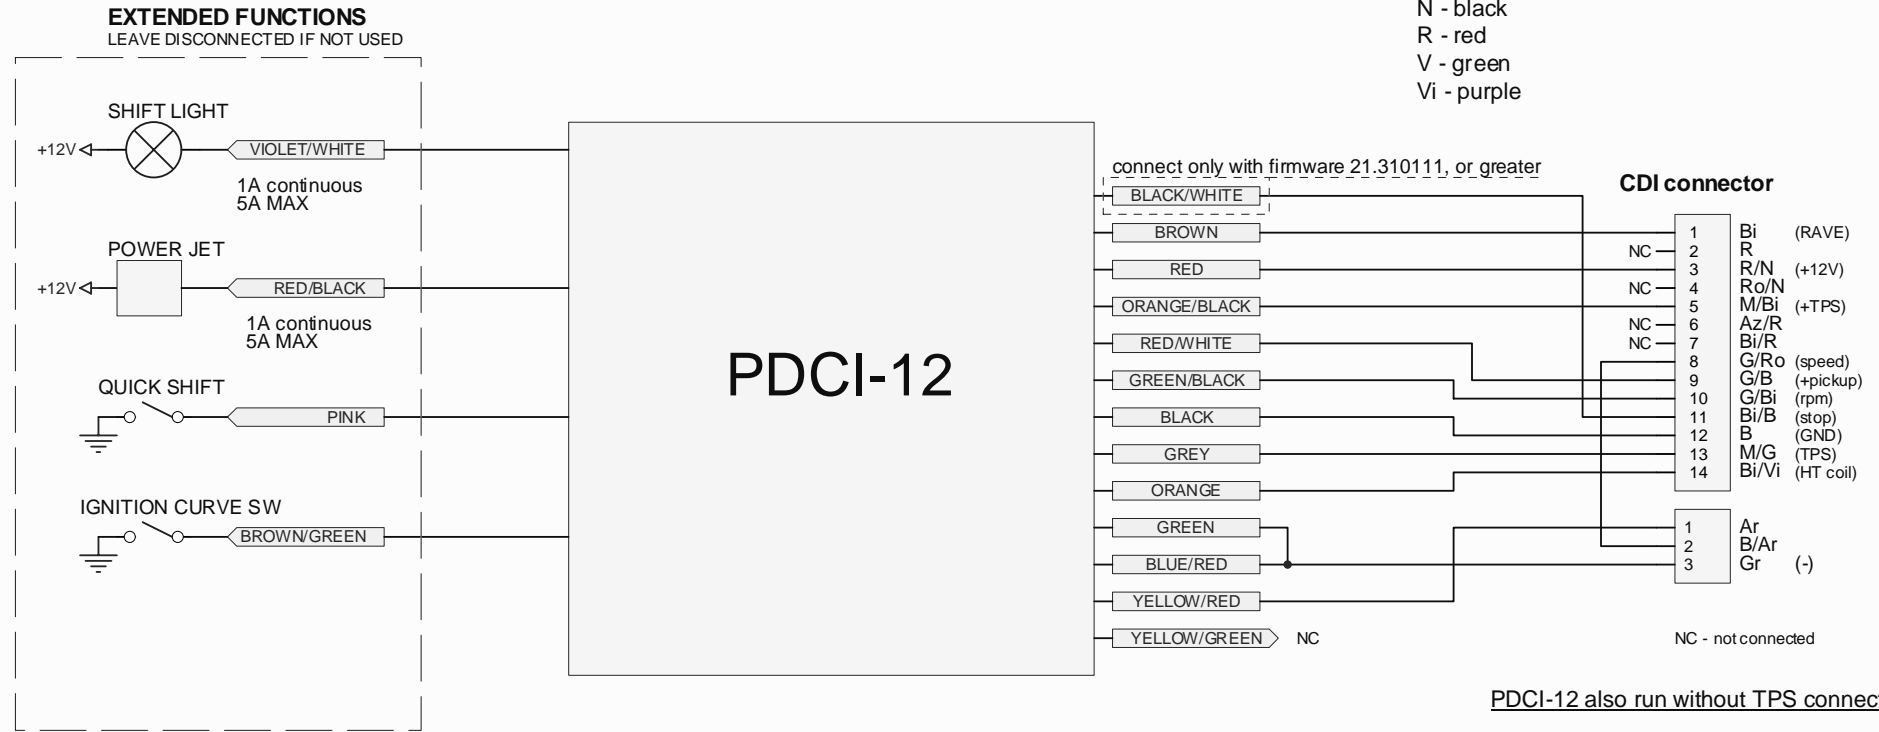 EXTENDED FUNCTIONS
LEAVE DISCONNECTED IF NOT USED
SHIFT LIGHT
+12V
VIOLET/WHITE
1A continuous
5A MAX
POWER JET
+12V
RED/BLACK
1A continuous
5A MAX
QUICK SHIFT
PINK
IGNITION CURVE SW
BROWN/GREEN
PDCI-12
N - black
R - red
V - green
Vi - purple
connect only with firmware 21.310111, or greater
BLACK/WHITE
BROWN
RED
ORANGE/BLACK
RED/WHITE
GREEN/BLACK
BLACK
GREY
ORANGE
GREEN
BLUE/RED
YELLOW/RED
YELLOW/GREEN NC
CDI connector
1 Bi (RAVE)
NC 2 R
3 R/N (+12V)
NC 4 Ro/N
5 M/Bi (+TPS)
NC 6 Az/R
NC 7 Bi/R
8 G/Ro (speed)
9 G/B (+pickup)
10 G/Bi (rpm)
11 Bi/B (stop)
12 B (GND)
13 M/G (TPS)
14 Bi/Vi (HT coil)
1 Ar
2 B/Ar
3 Gr (-)
NC - not connected
PDCI-12 also run without TPS connect